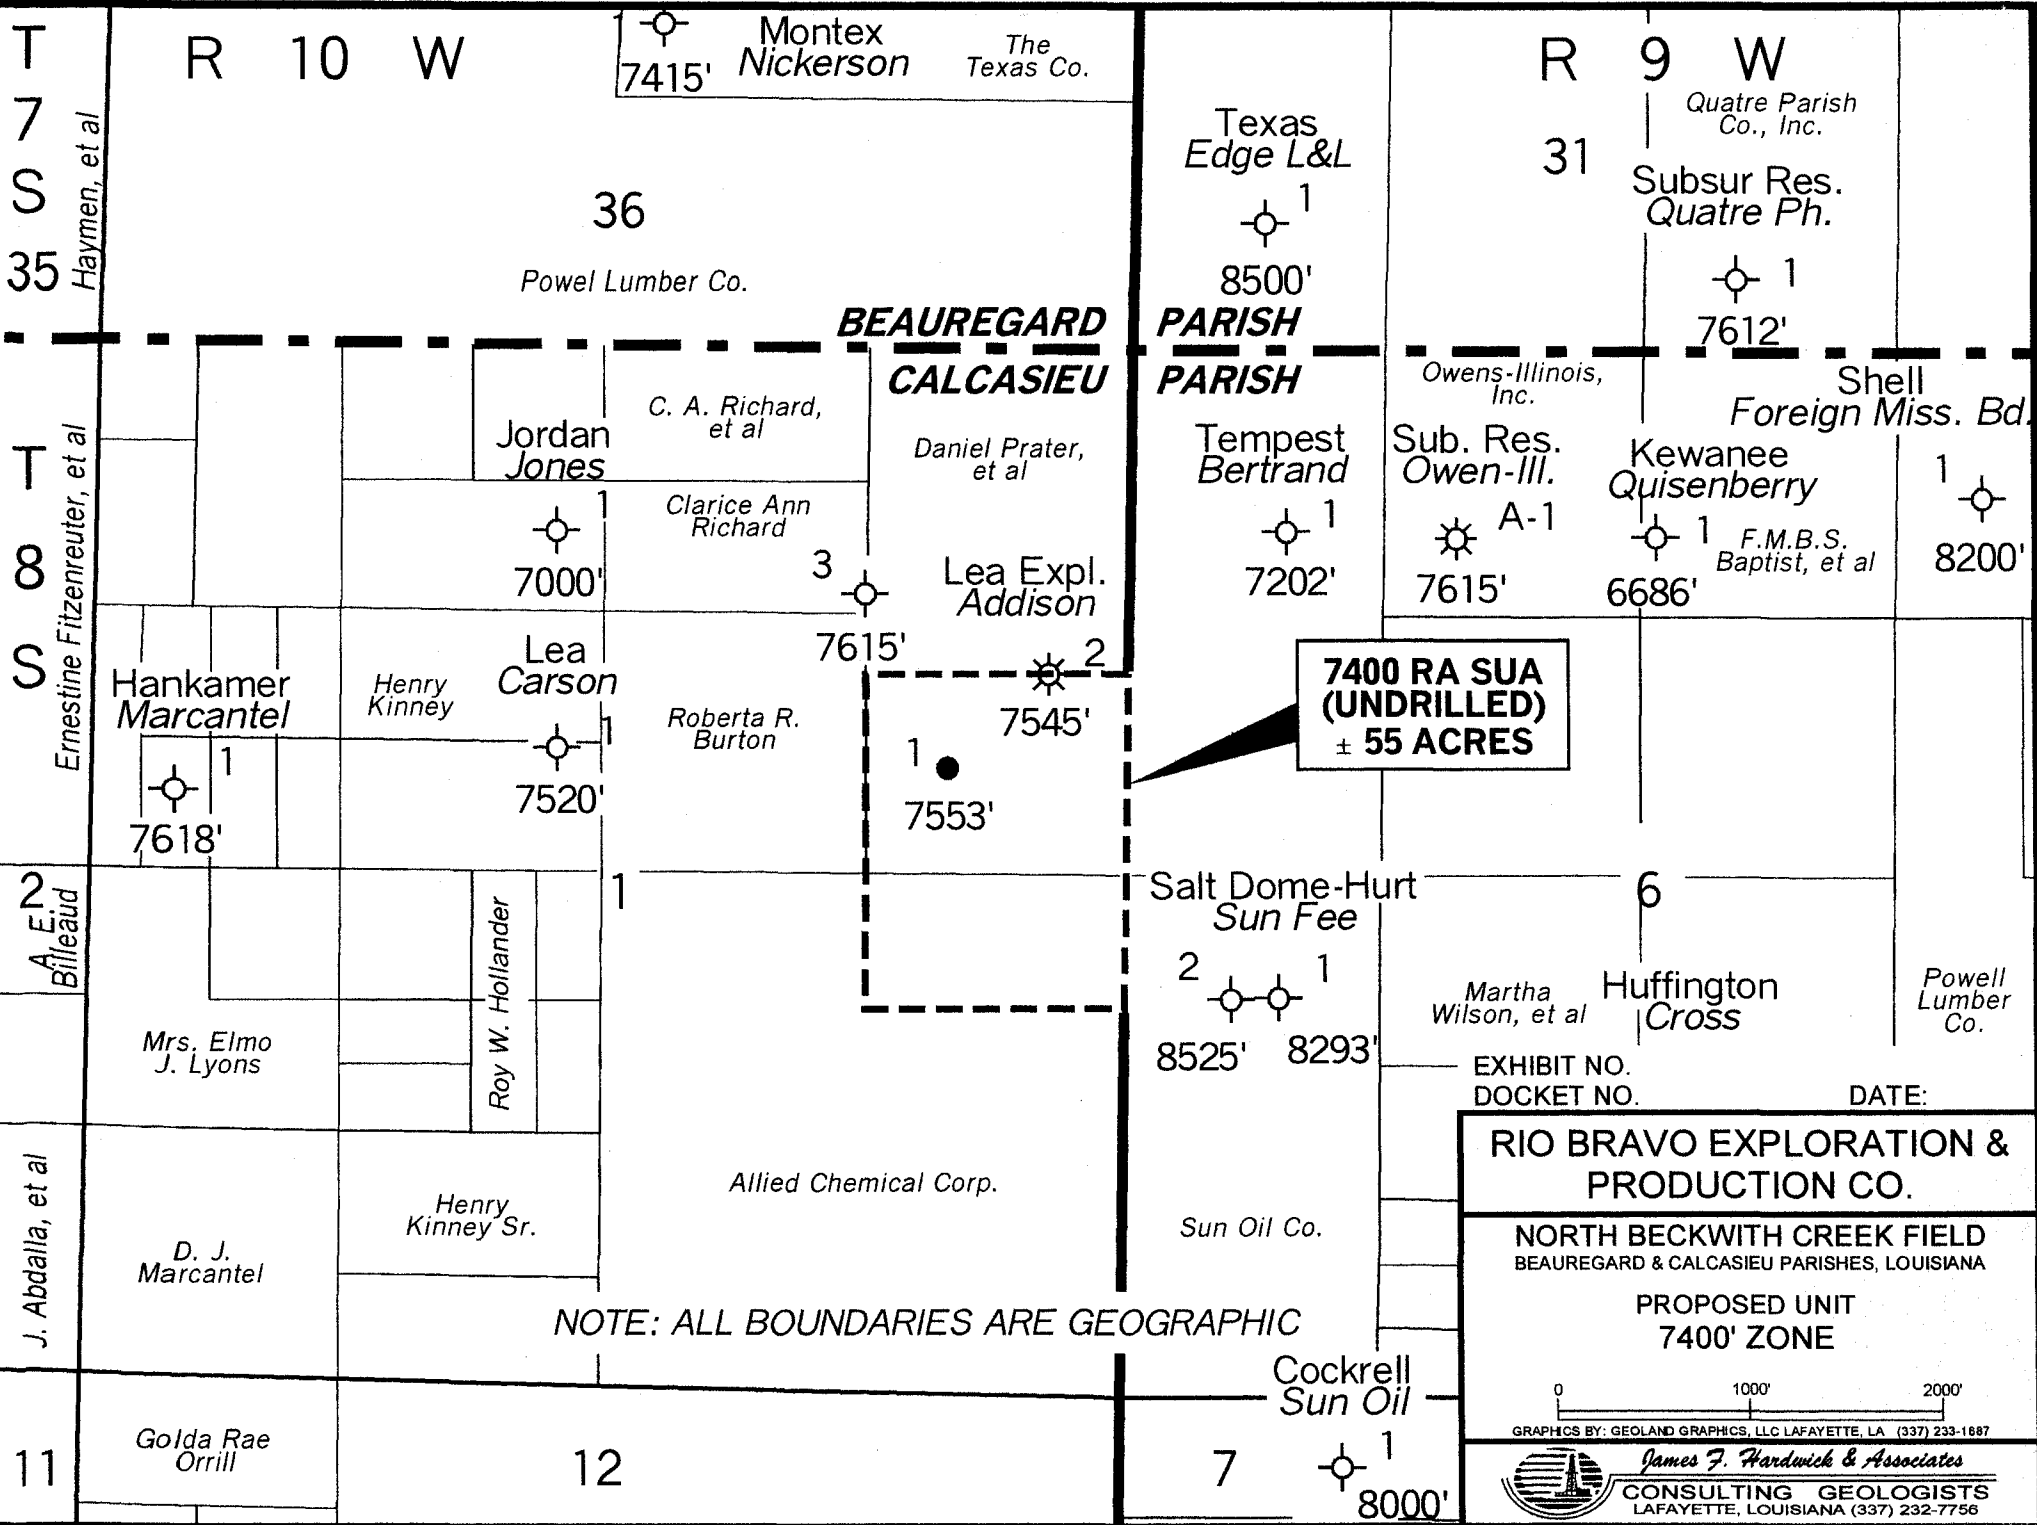 T
7
S
35
Haymen, et al
R 10 W
1
7415'
Montex
Nickerson
The
Texas Co.
36
Powel Lumber Co.
R 9 W
31
Quatre Parish
Co., Inc.
Texas
Edge L&L
1
8500'
Subsur Res.
Quatre Ph.
1
7612'
BEAUREGARD PARISH
CALCASIEU PARISH
T
8
S
Ernestine Fitzenreuter, et al
Jordan
Jones
1
7000'
C. A. Richard,
et al
Clarice Ann
Richard
Daniel Prater,
et al
3
7615'
Lea Expl.
Addison
2
7545'
1
7553'
Tempest
Bertrand
1
7202'
Owens-Illinois,
Inc.
Sub. Res.
Owen-Ill.
A-1
7615'
Kewanee
Quisenberry
1
6686'
F.M.B.S.
Baptist, et al
Shell
Foreign Miss. Bd.
1
8200'
Hankamer
Marcantel
1
7618'
Henry
Kinney
Lea
Carson
1
7520'
Roberta R.
Burton
7400 RA SUA
(UNDRILLED)
± 55 ACRES
2
A. E.
Billeaud
1
Roy W. Hollander
Mrs. Elmo
J. Lyons
Salt Dome-Hurt
Sun Fee
2
1
8525'
8293'
6
Martha
Wilson, et al
Huffington
Cross
Powell
Lumber
Co.
J. Abdalla, et al
D. J.
Marcantel
Henry
Kinney Sr.
Allied Chemical Corp.
Sun Oil Co.
NOTE: ALL BOUNDARIES ARE GEOGRAPHIC
11
Golda Rae
Orrill
12
7
Cockrell
Sun Oil
1
8000'
EXHIBIT NO.
DOCKET NO. DATE:
RIO BRAVO EXPLORATION &
PRODUCTION CO.
NORTH BECKWITH CREEK FIELD
BEAUREGARD & CALCASIEU PARISHES, LOUISIANA
PROPOSED UNIT
7400' ZONE
0 1000' 2000'
GRAPHICS BY: GEOLAND GRAPHICS, LLC LAFAYETTE, LA (337) 233-1687
James F. Hardwick & Associates
CONSULTING GEOLOGISTS
LAFAYETTE, LOUISIANA (337) 232-7756